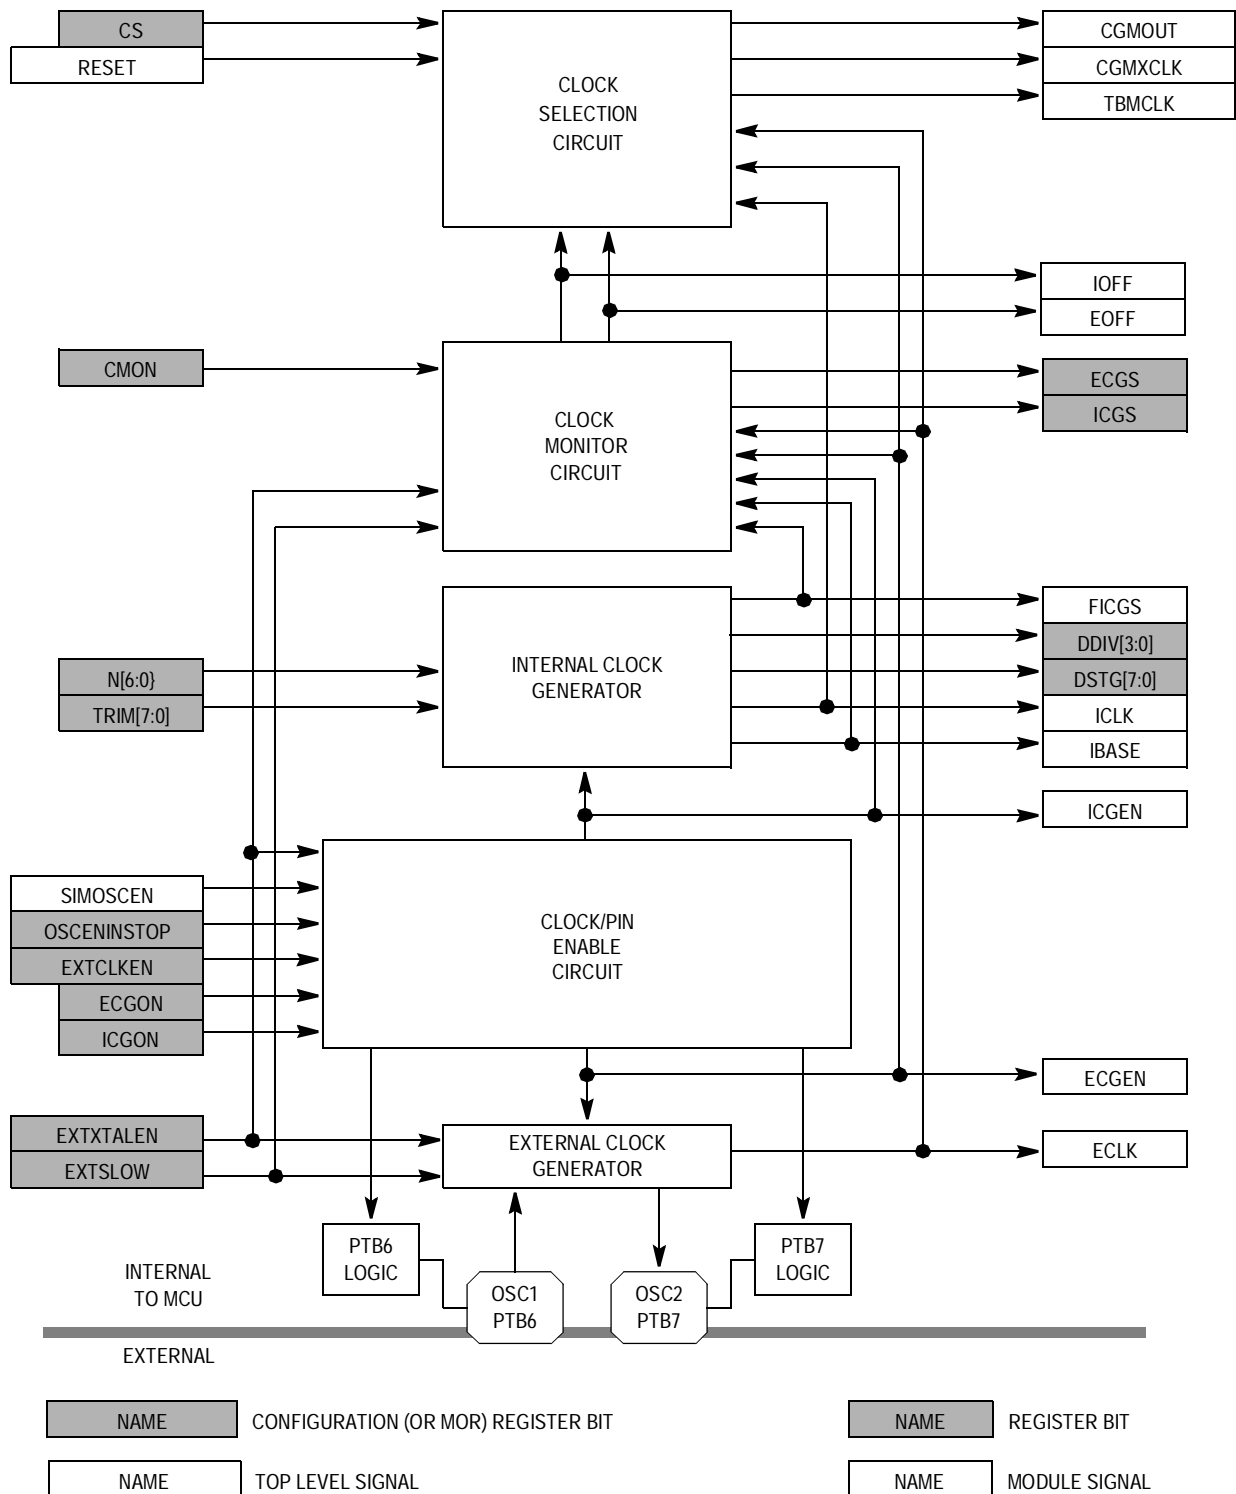 CS
RESET
CLOCK
SELECTION
CIRCUIT
CGMOUT
CGMXCLK
TBMCLK
IOFF
EOFF
CMON
CLOCK
MONITOR
CIRCUIT
ECGS
ICGS
N[6:0}
TRIM[7:0]
INTERNAL CLOCK
GENERATOR
FICGS
DDIV[3:0]
DSTG[7:0]
ICLK
IBASE
ICGEN
SIMOSCEN
OSCENINSTOP
EXTCLKEN
ECGON
ICGON
CLOCK/PIN
ENABLE
CIRCUIT
ECGEN
EXTXTALEN
EXTSLOW
EXTERNAL CLOCK
GENERATOR
ECLK
PTB6
LOGIC
PTB7
LOGIC
OSC1
PTB6
OSC2
PTB7
INTERNAL
TO MCU
EXTERNAL
NAME
CONFIGURATION (OR MOR) REGISTER BIT
NAME
REGISTER BIT
NAME
TOP LEVEL SIGNAL
NAME
MODULE SIGNAL